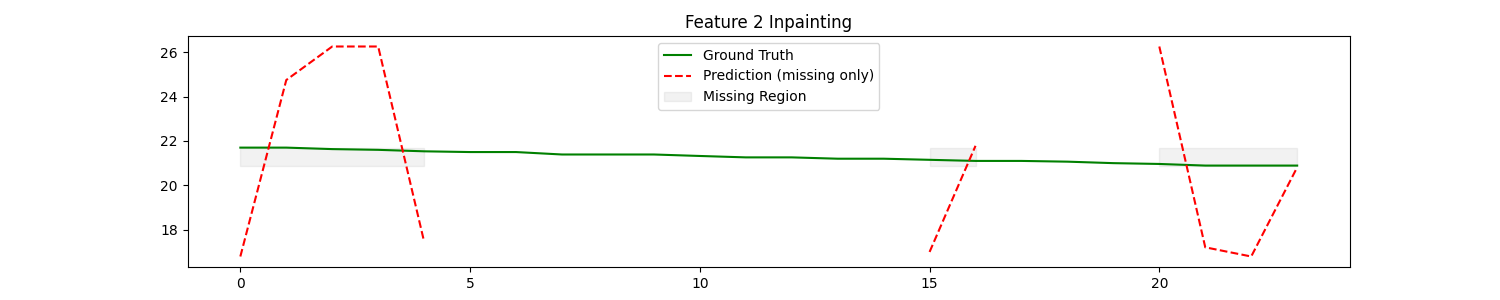 Feature 2 Inpainting
Ground Truth
Prediction (missing only)
Missing Region
26
24
22
20
18
0 5 10 15 20